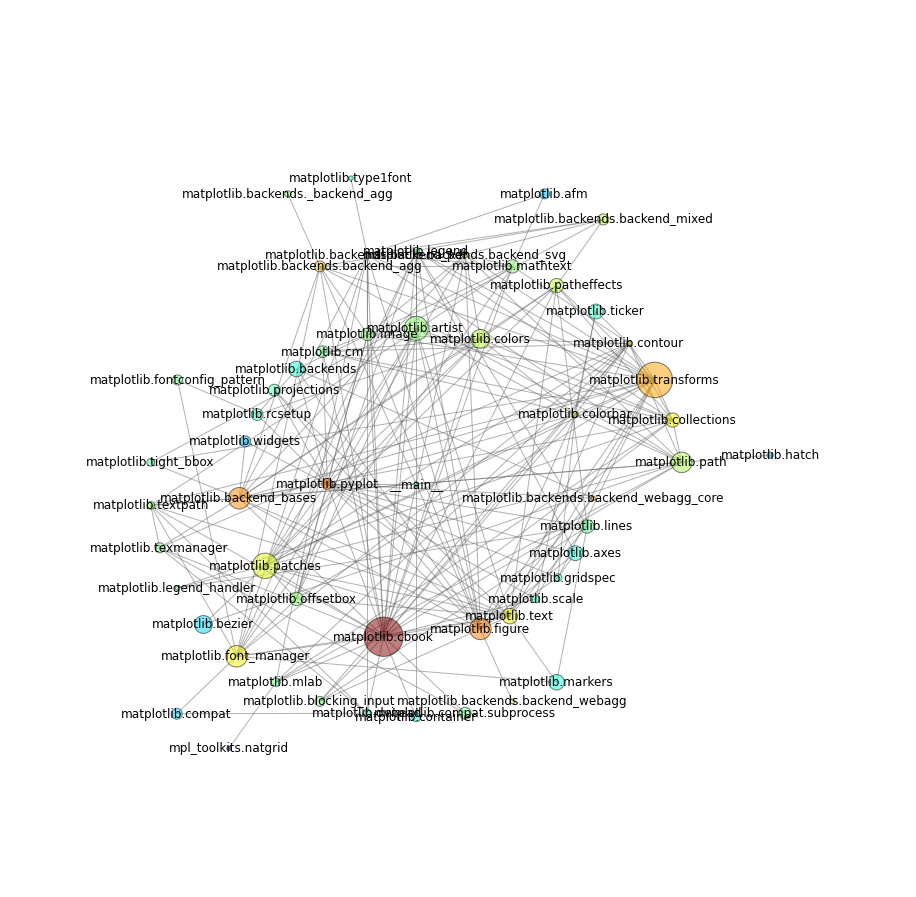 matplotlib.type1font
matplotlib.backends._backend_agg
matplotlib.afm
matplotlib.backends.backend_mixed
matplotlib.legend
matplotlib.backends.backend_agg
matplotlib.mathtext
matplotlib.patheffects
matplotlib.ticker
matplotlib.artist
matplotlib.image
matplotlib.colors
matplotlib.contour
matplotlib.cm
matplotlib.backends
matplotlib.fontconfig_pattern
matplotlib.transforms
matplotlib.projections
matplotlib.rcsetup
matplotlib.colorbar
matplotlib.collections
matplotlib.widgets
matplotlib.hatch
matplotlib.tight_bbox
matplotlib.path
matplotlib.pyplot
__main__
matplotlib.backend_bases
matplotlib.backends.backend_webagg_core
matplotlib.textpath
matplotlib.lines
matplotlib.texmanager
matplotlib.axes
matplotlib.patches
matplotlib.gridspec
matplotlib.legend_handler
matplotlib.offsetbox
matplotlib.scale
matplotlib.text
matplotlib.bezier
matplotlib.figure
matplotlib.cbook
matplotlib.font_manager
matplotlib.mlab
matplotlib.markers
matplotlib.blocking_input
matplotlib.backends.backend_webagg
matplotlib.compat
matplotlib.compat.subprocess
matplotlib.container
mpl_toolkits.natgrid